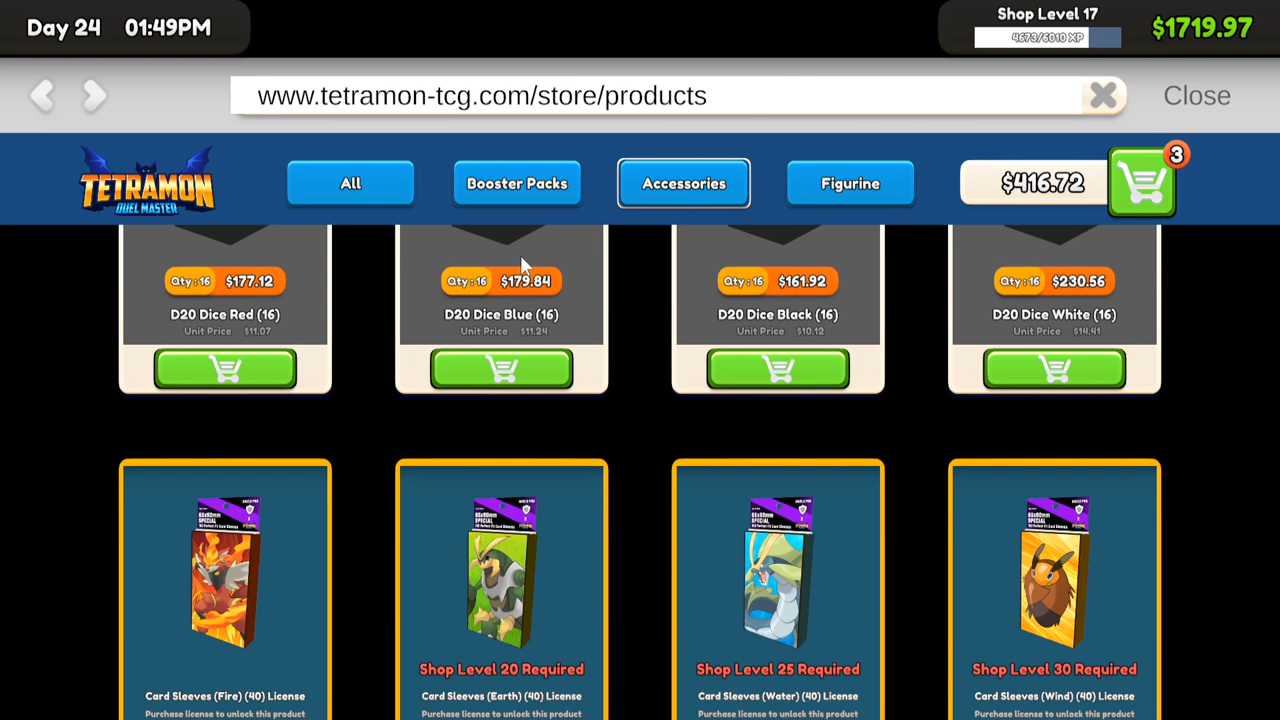 Day 24 01:49PM
Shop Level 17
4673/6010 XP
$1719.97
www.tetramon-tcg.com/store/products
Close
TETRAMON
DUEL MASTER
All
Booster Packs
Accessories
Figurine
$416.72
3
Qty : 16 $177.12
D20 Dice Red (16)
Unit Price $11.07
Qty : 16 $179.84
D20 Dice Blue (16)
Unit Price $11.24
Qty : 16 $161.92
D20 Dice Black (16)
Unit Price $10.12
Qty : 16 $230.56
D20 Dice White (16)
Unit Price $14.41
SPECIAL
Card Sleeves (Fire) (40) License
Purchase license to unlock this product
SPECIAL
Shop Level 20 Required
Card Sleeves (Earth) (40) License
Purchase license to unlock this product
SPECIAL
Shop Level 25 Required
Card Sleeves (Water) (40) License
Purchase license to unlock this product
SPECIAL
Shop Level 30 Required
Card Sleeves (Wind) (40) License
Purchase license to unlock this product